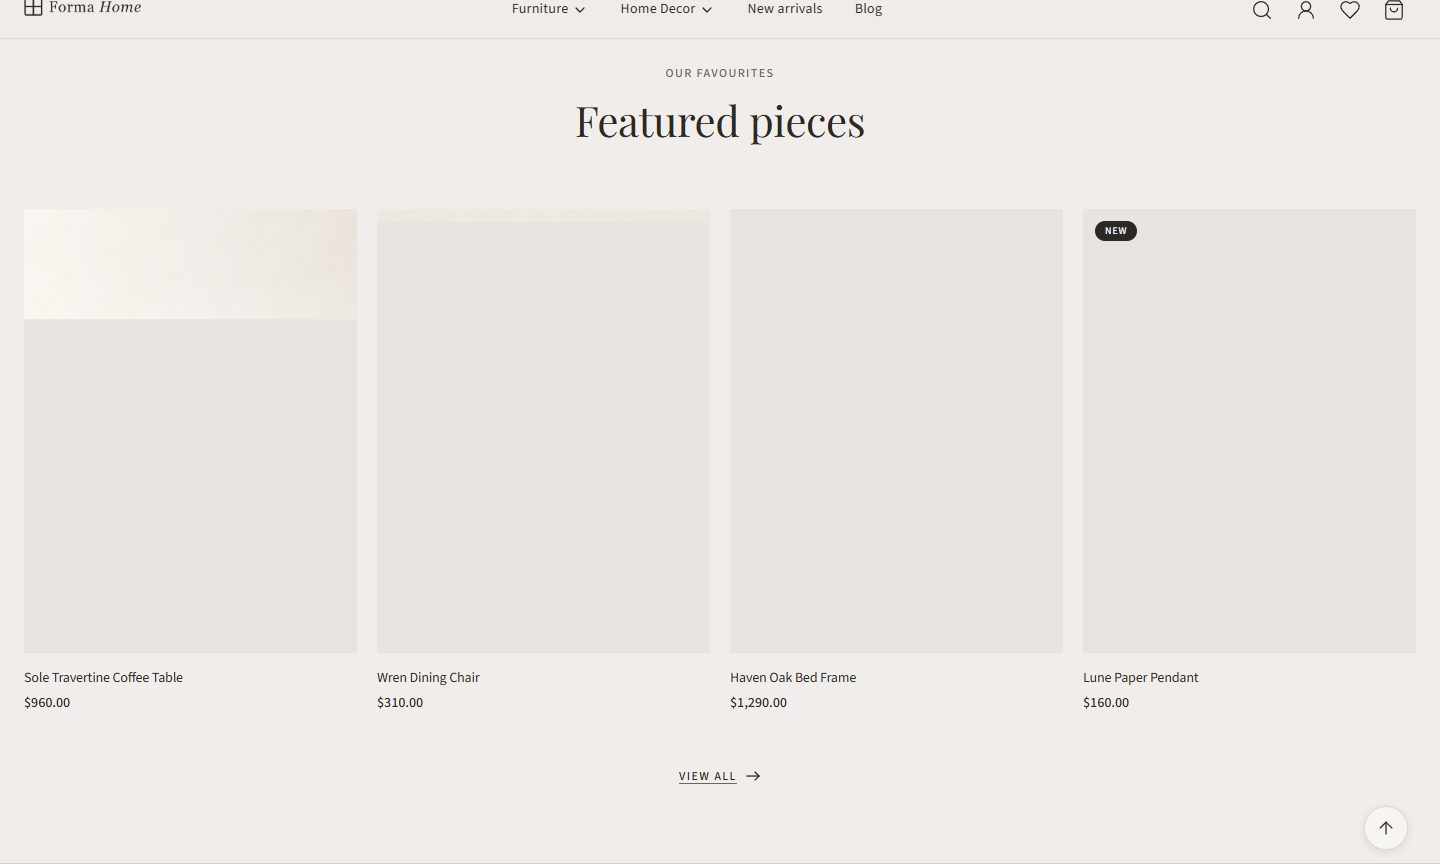 Forma Home
Furniture
Home Decor
New arrivals
Blog
OUR FAVOURITES
Featured pieces
NEW
Sole Travertine Coffee Table
$960.00
Wren Dining Chair
$310.00
Haven Oak Bed Frame
$1,290.00
Lune Paper Pendant
$160.00
VIEW ALL